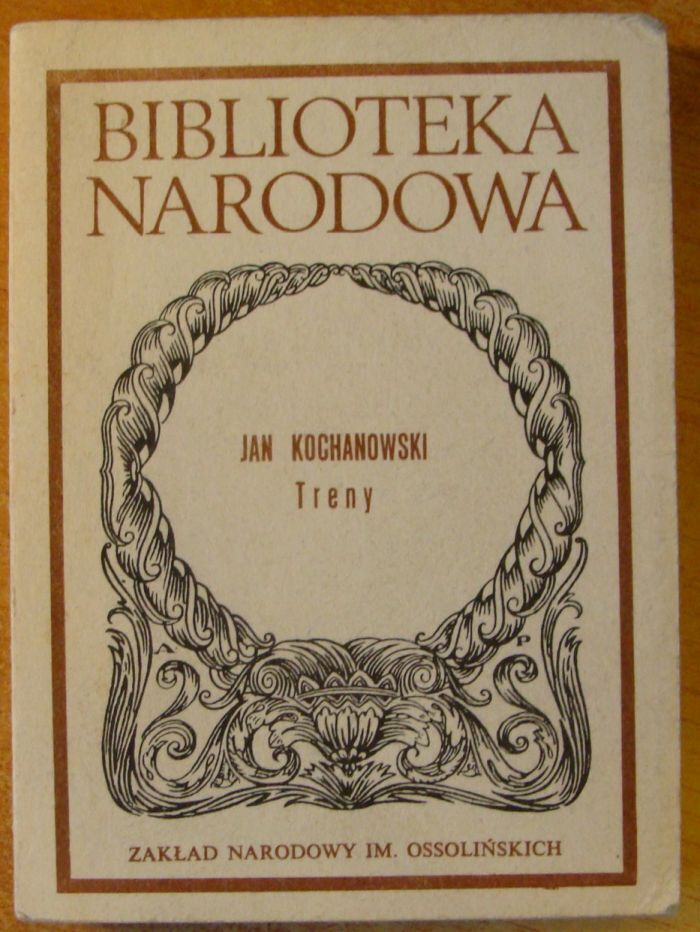 BIBLIOTEKA
NARODOWA
JAN KOCHANOWSKI
Treny
A P
ZAKŁAD NARODOWY IM. OSSOLIŃSKICH